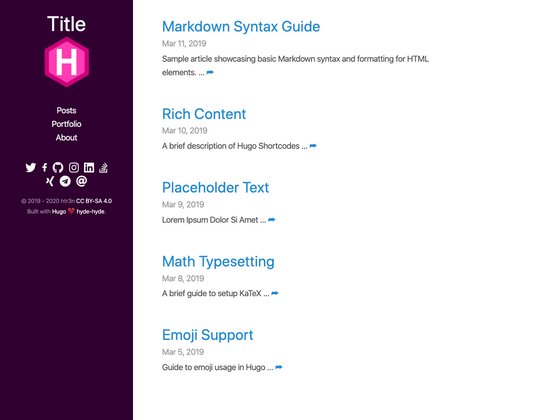 Title
H
Posts
Portfolio
About
© 2019 - 2020 htr3n CC BY-SA 4.0
Built with Hugo ❤️ hyde-hyde.
Markdown Syntax Guide
Mar 11, 2019
Sample article showcasing basic Markdown syntax and formatting for HTML
elements. ... ➦
Rich Content
Mar 10, 2019
A brief description of Hugo Shortcodes ... ➦
Placeholder Text
Mar 9, 2019
Lorem Ipsum Dolor Si Amet ... ➦
Math Typesetting
Mar 8, 2019
A brief guide to setup KaTeX ... ➦
Emoji Support
Mar 5, 2019
Guide to emoji usage in Hugo ... ➦